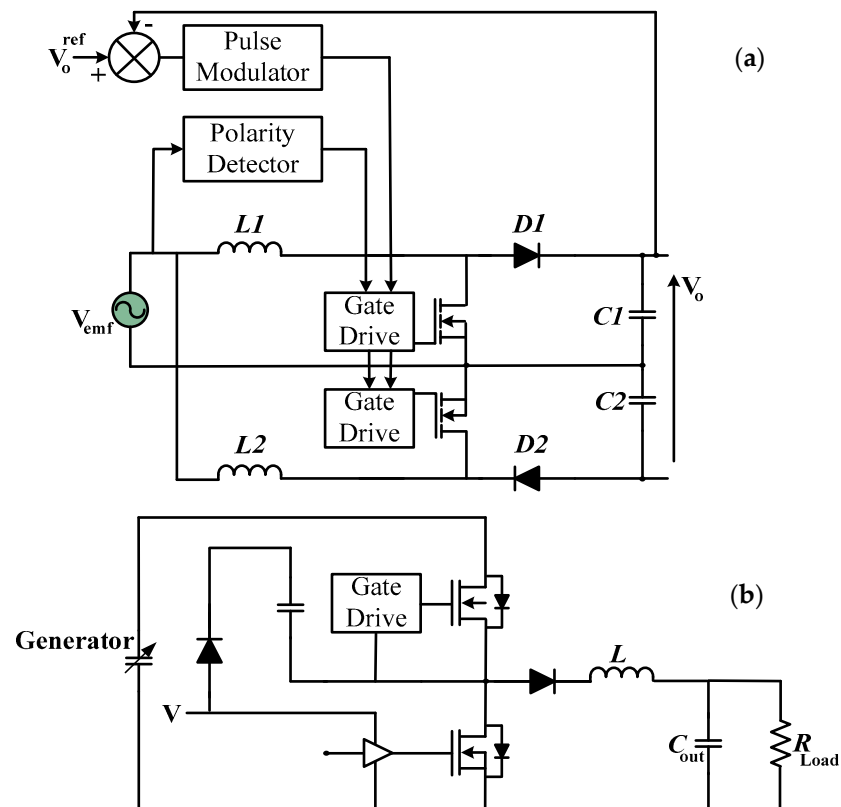 (a)
V_o^ref
-
+
Pulse
Modulator
Polarity
Detector
L1
D1
V_emf
Gate
Drive
C1
V_o
Gate
Drive
C2
L2
D2
(b)
Gate
Drive
Generator
L
V
C_out
R_Load